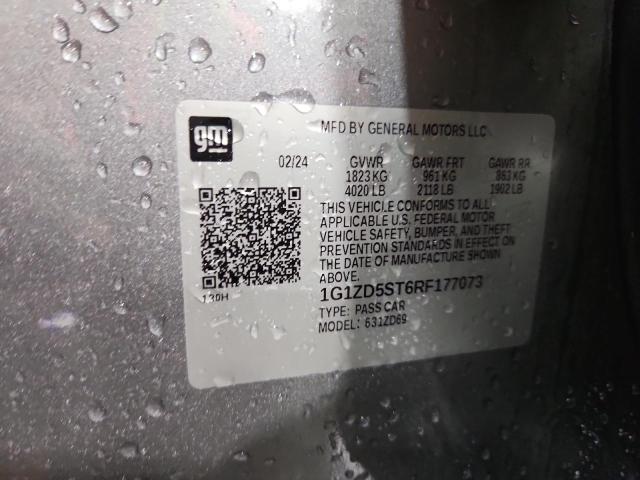 gm
MFD BY GENERAL MOTORS LLC
02/24 GVWR GAWR FRT GAWR RR
1823 KG 961 KG 863 KG
4020 LB 2118 LB 1902 LB
THIS VEHICLE CONFORMS TO ALL
APPLICABLE U.S. FEDERAL MOTOR
VEHICLE SAFETY, BUMPER, AND THEFT
PREVENTION STANDARDS IN EFFECT ON
THE DATE OF MANUFACTURE SHOWN
ABOVE.
130H
1G1ZD5ST6RF177073
TYPE: PASS CAR
MODEL: 631ZD69